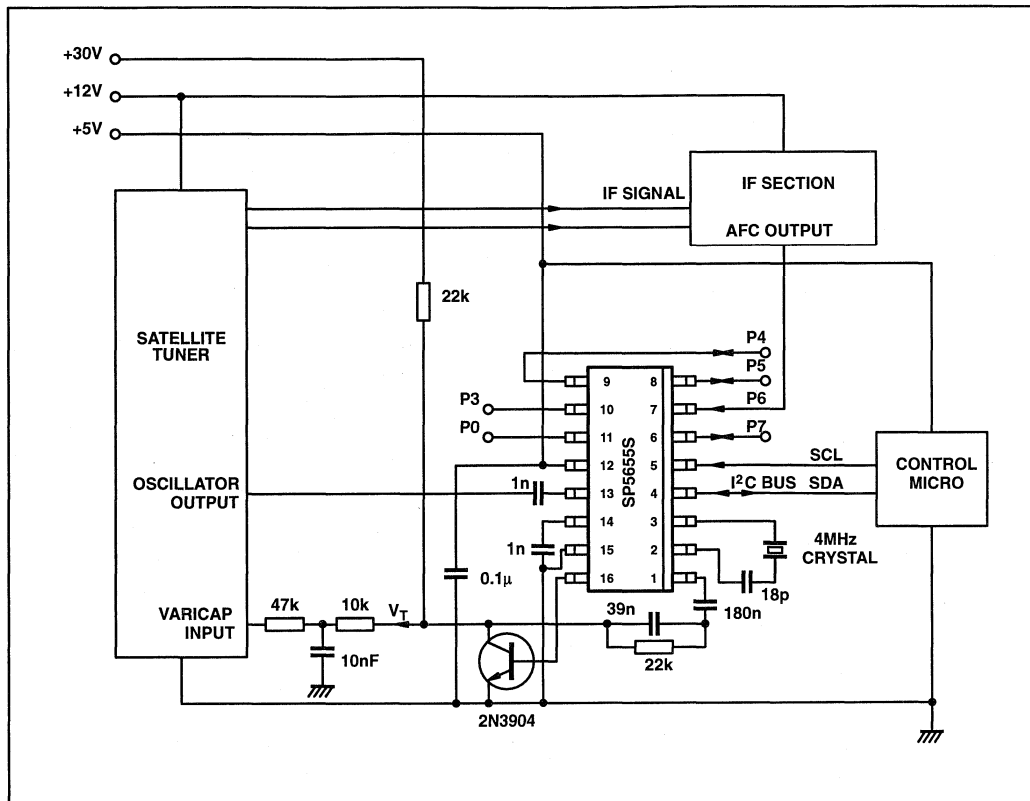 +30V
+12V
+5V
IF SECTION
IF SIGNAL
AFC OUTPUT
22k
SATELLITE
TUNER
P4
P5
P6
P7
P3
P0
9
10
11
12
13
14
15
16
8
7
6
5
4
3
2
1
SP5655S
SCL
I²C BUS SDA
CONTROL
MICRO
OSCILLATOR
OUTPUT
1n
1n
0.1µ
4MHz
CRYSTAL
18p
180n
39n
22k
VARICAP
INPUT
47k
10k
VT
10nF
2N3904